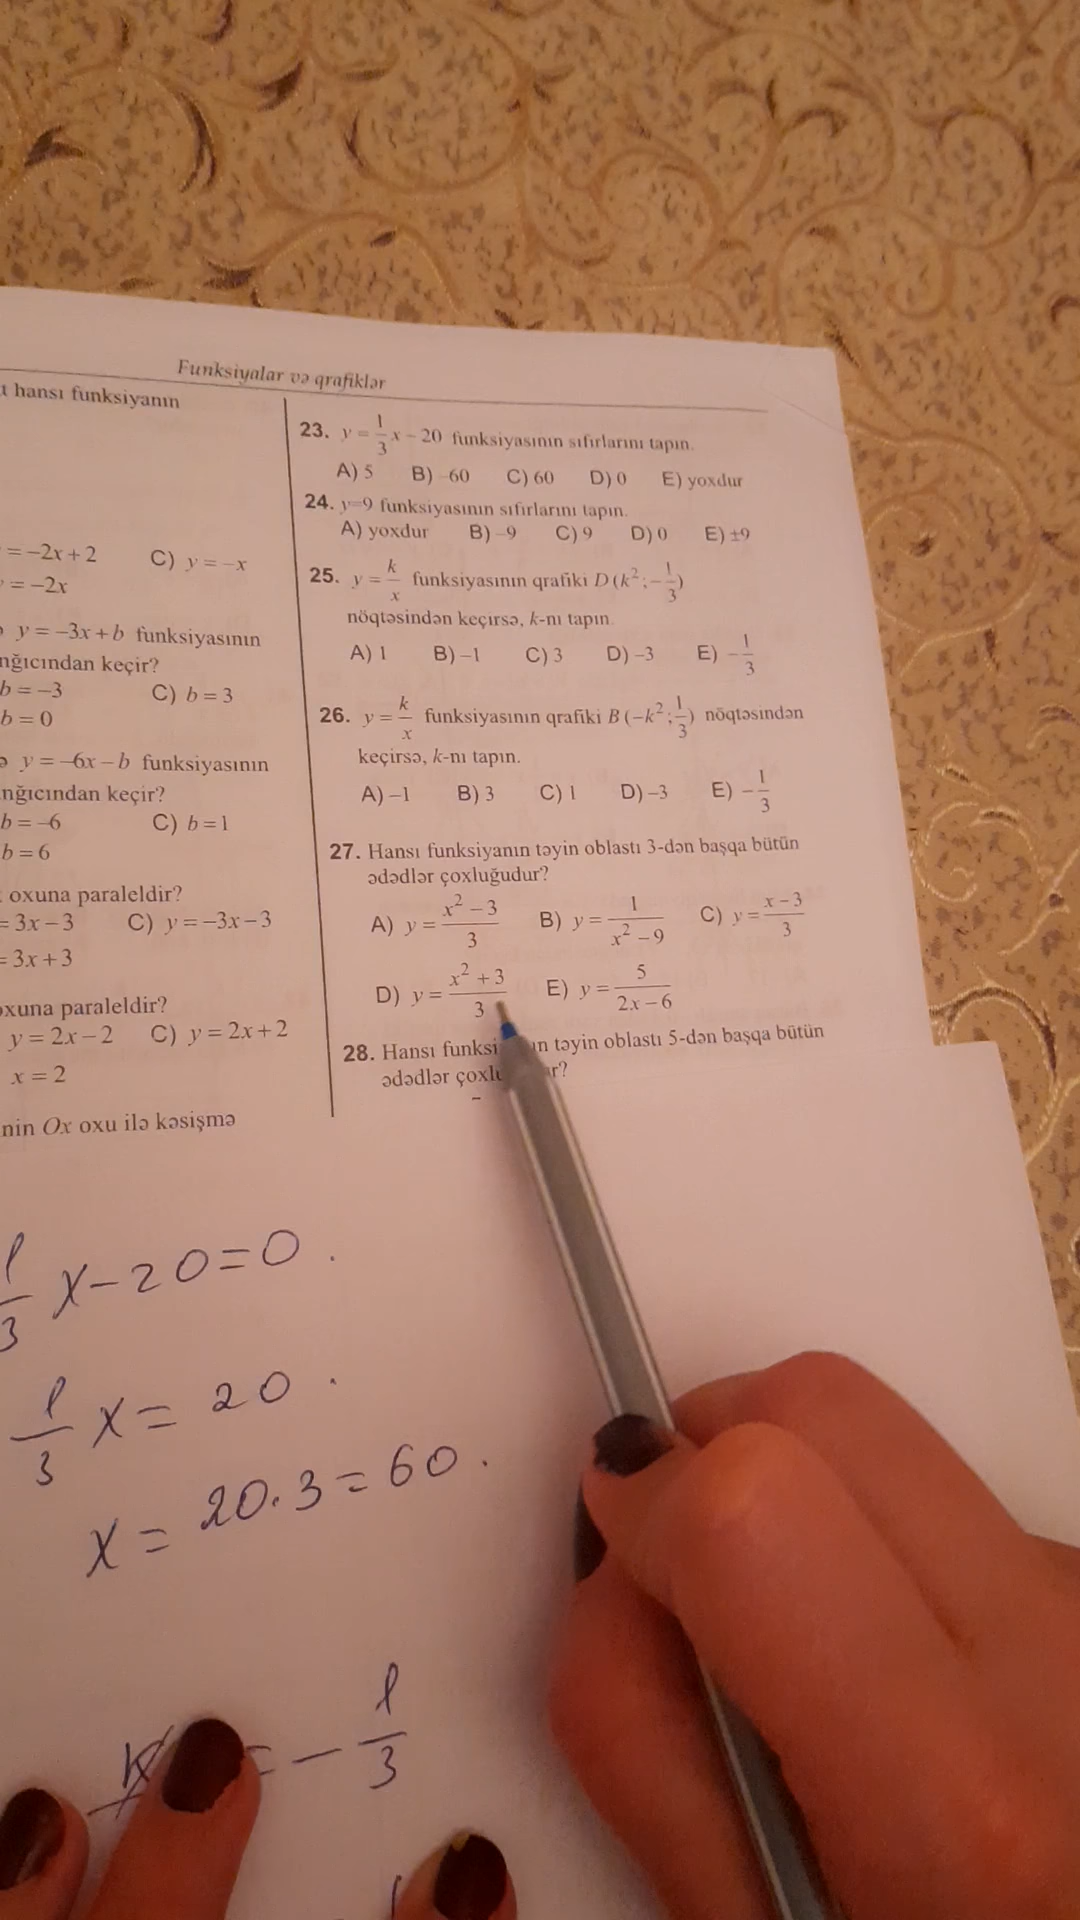 Funksiyalar və qrafiklər
hansı funksiyanın
= −2x + 2 C) y = −x
= −2x
y = −3x + b funksiyasının
nğıcından keçir?
b = −3 C) b = 3
b = 0
y = −6x − b funksiyasının
nğıcından keçir?
b = −6 C) b = 1
b = 6
oxuna paraleldir?
= 3x − 3 C) y = −3x − 3
= 3x + 3
oxuna paraleldir?
y = 2x − 2 C) y = 2x + 2
x = 2
nin Ox oxu ilə kəsişmə
23. y = 1/3 x − 20 funksiyasının sıfırlarını tapın.
A) 5 B) −60 C) 60 D) 0 E) yoxdur
24. y=9 funksiyasının sıfırlarını tapın.
A) yoxdur B) −9 C) 9 D) 0 E) ±9
25. y = k/x funksiyasının qrafiki D (k²; −1/3)
nöqtəsindən keçirsə, k-nı tapın.
A) 1 B) −1 C) 3 D) −3 E) −1/3
26. y = k/x funksiyasının qrafiki B (−k²; 1/3) nöqtəsindən
keçirsə, k-nı tapın.
A) −1 B) 3 C) 1 D) −3 E) −1/3
27. Hansı funksiyanın təyin oblastı 3-dən başqa bütün
ədədlər çoxluğudur?
A) y = (x² − 3)/3 B) y = 1/(x² − 9) C) y = (x − 3)/3
D) y = (x² + 3)/3 E) y = 5/(2x − 6)
28. Hansı funksi n təyin oblastı 5-dən başqa bütün
ədədlər çoxlu r?
1/3 x − 20 = 0.
1/3 x = 20.
x = 20.3 = 60.
= − 1/3